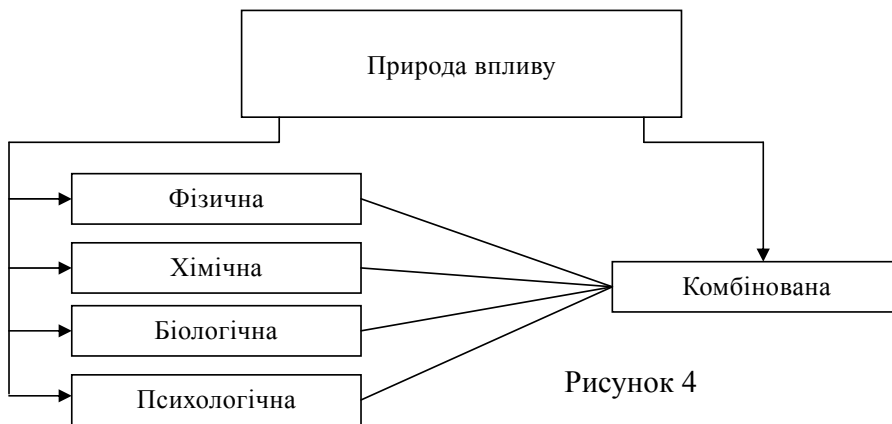 Природа впливу
Фізична
Хімічна
Біологічна
Психологічна
Комбінована
Рисунок 4